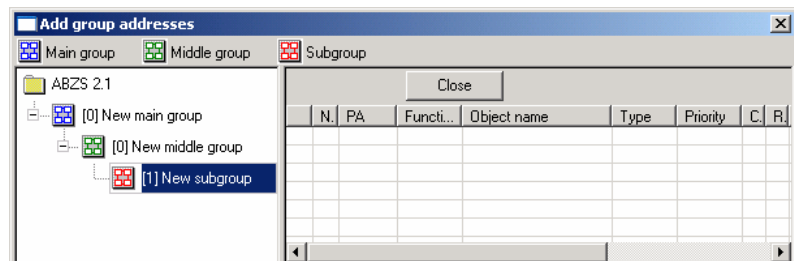 Add group addresses
Main group Middle group Subgroup
ABZS 2.1
[0] New main group
[0] New middle group
[1] New subgroup
Close
N. PA Functi... Object name Type Priority C. R.